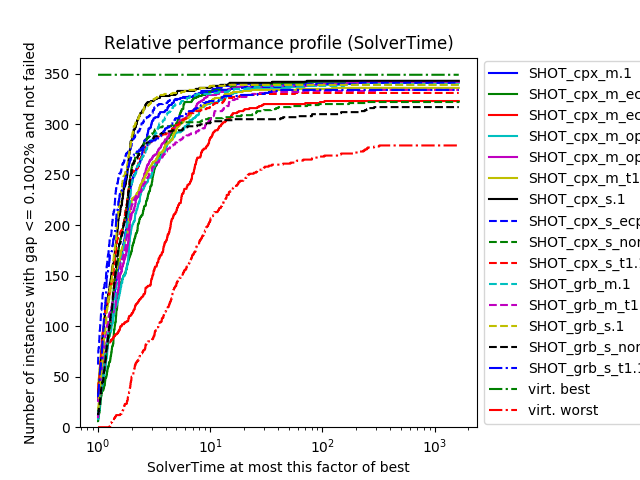 Relative performance profile (SolverTime)
Number of instances with gap <= 0.1002% and not failed
350
300
250
200
150
100
50
0
10^0
10^1
10^2
10^3
SolverTime at most this factor of best
SHOT_cpx_m.1
SHOT_cpx_m_ec
SHOT_cpx_m_ec
SHOT_cpx_m_op
SHOT_cpx_m_op
SHOT_cpx_m_t1
SHOT_cpx_s.1
SHOT_cpx_s_ecp
SHOT_cpx_s_nor
SHOT_cpx_s_t1.
SHOT_grb_m.1
SHOT_grb_m_t1
SHOT_grb_s.1
SHOT_grb_s_nor
SHOT_grb_s_t1.
virt. best
virt. worst